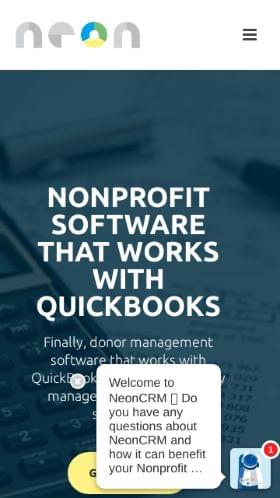 neon
NONPROFIT
SOFTWARE
THAT WORKS
WITH
QUICKBOOKS
Finally, donor management
software that works with
Welcome to
NeonCRM
Do
you have any
questions about
NeonCRM and
how it can benefit
your Nonprofit ...
1